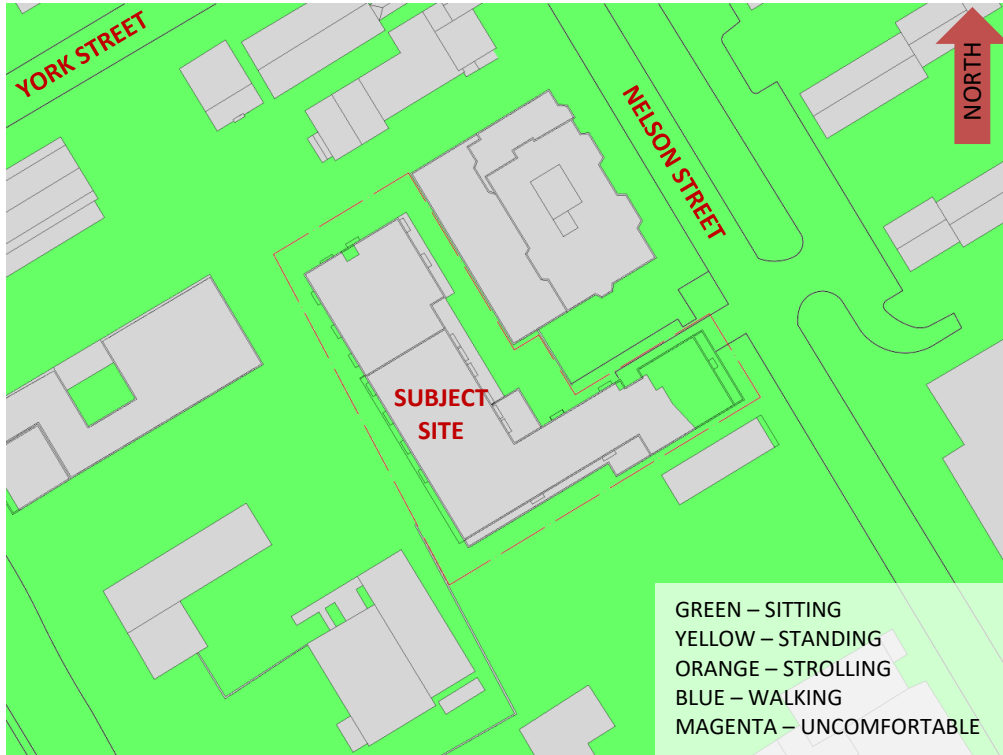 YORK STREET
NORTH
NELSON STREET
SUBJECT
SITE
GREEN – SITTING
YELLOW – STANDING
ORANGE – STROLLING
BLUE – WALKING
MAGENTA – UNCOMFORTABLE